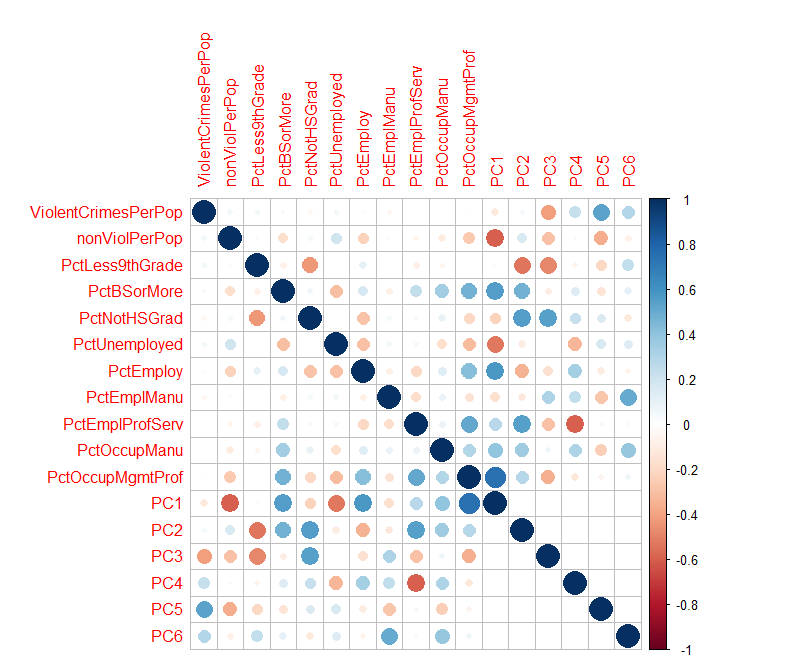 ViolentCrimesPerPop
nonViolPerPop
PctLess9thGrade
PctBSorMore
PctNotHSGrad
PctUnemployed
PctEmploy
PctEmplManu
PctEmplProfServ
PctOccupManu
PctOccupMgmtProf
PC1
PC2
PC3
PC4
PC5
PC6
ViolentCrimesPerPop
nonViolPerPop
PctLess9thGrade
PctBSorMore
PctNotHSGrad
PctUnemployed
PctEmploy
PctEmplManu
PctEmplProfServ
PctOccupManu
PctOccupMgmtProf
PC1
PC2
PC3
PC4
PC5
PC6
1
0.8
0.6
0.4
0.2
0
-0.2
-0.4
-0.6
-0.8
-1